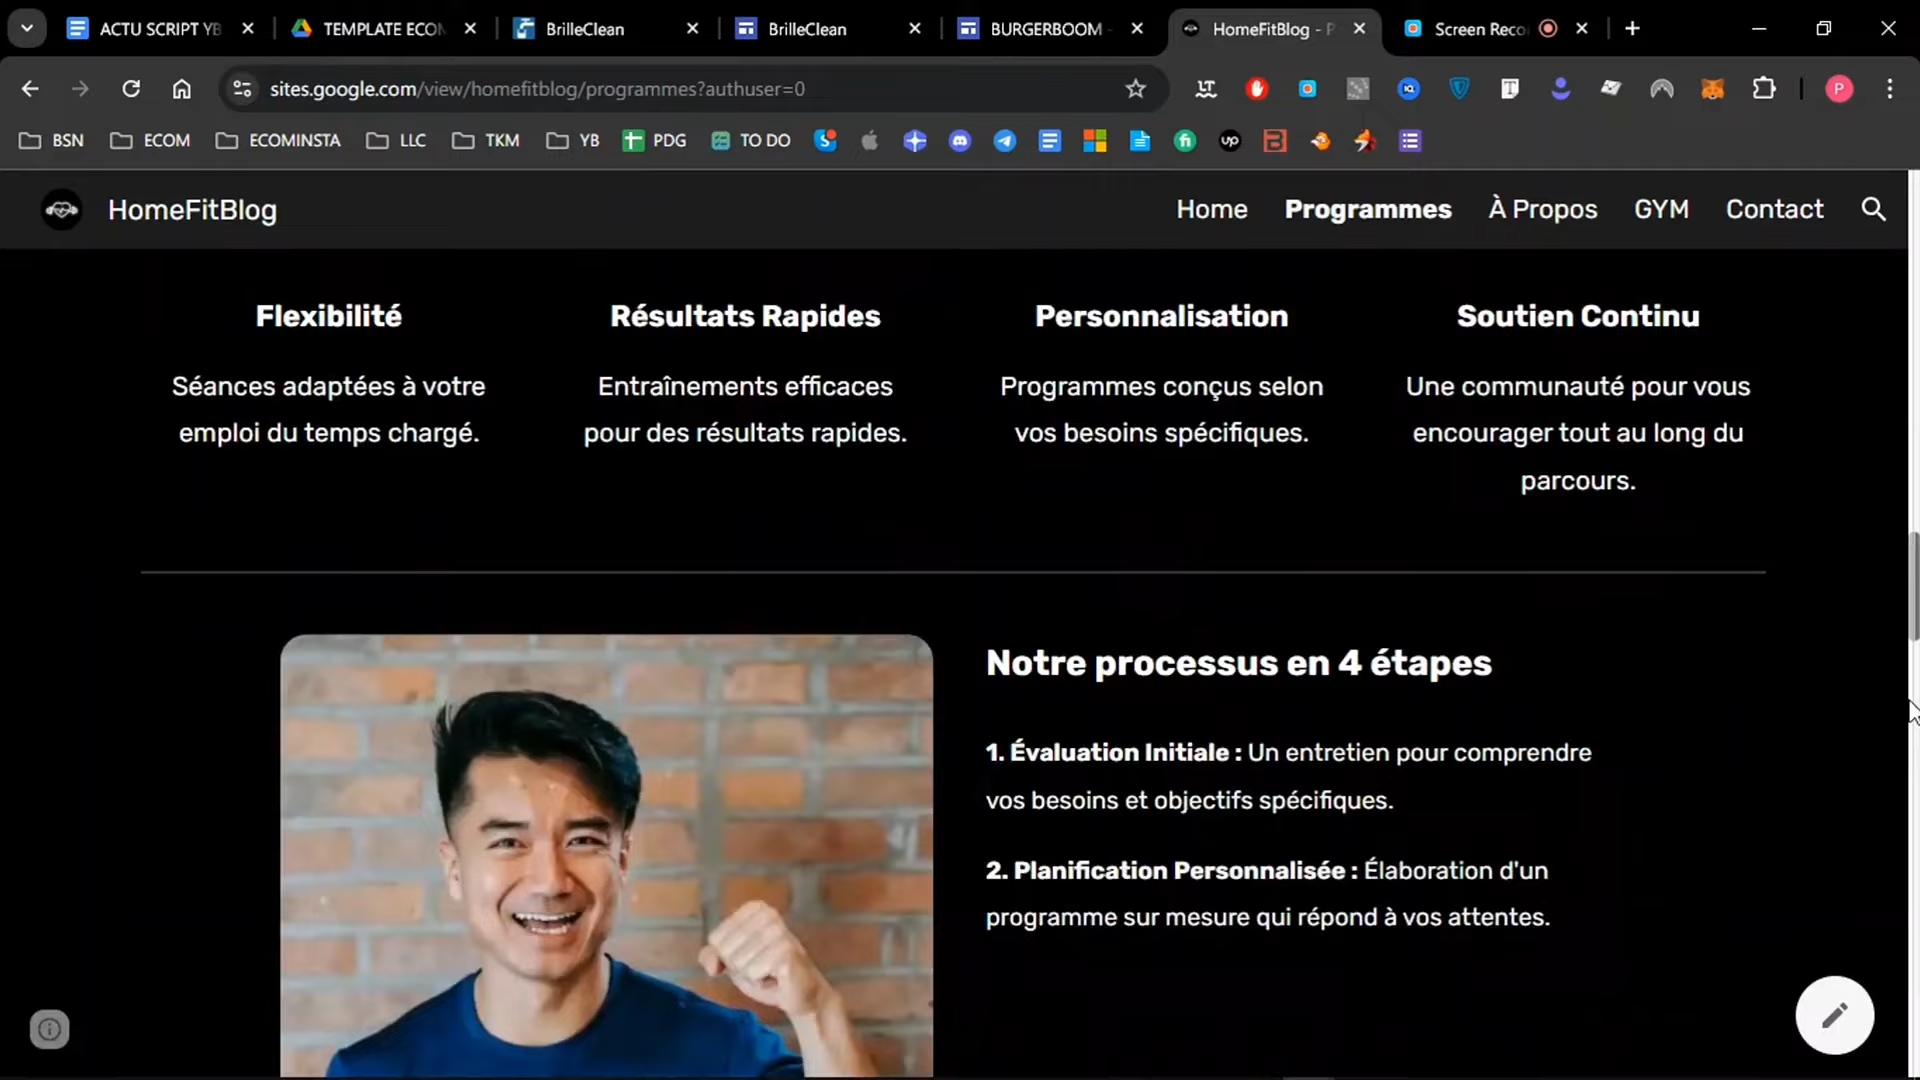 ACTU SCRIPT YB
TEMPLATE ECOM
BrilleClean
BrilleClean
BURGERBOOM -
HomeFitBlog - P
Screen Reco
sites.google.com/view/homefitblog/programmes?authuser=0
BSN
ECOM
ECOMINSTA
LLC
TKM
YB
PDG
TO DO
HomeFitBlog
Home
Programmes
À Propos
GYM
Contact
Flexibilité
Séances adaptées à votre
emploi du temps chargé.
Résultats Rapides
Entraînements efficaces
pour des résultats rapides.
Personnalisation
Programmes conçus selon
vos besoins spécifiques.
Soutien Continu
Une communauté pour vous
encourager tout au long du
parcours.
Notre processus en 4 étapes
1. Évaluation Initiale : Un entretien pour comprendre
vos besoins et objectifs spécifiques.
2. Planification Personnalisée : Élaboration d'un
programme sur mesure qui répond à vos attentes.